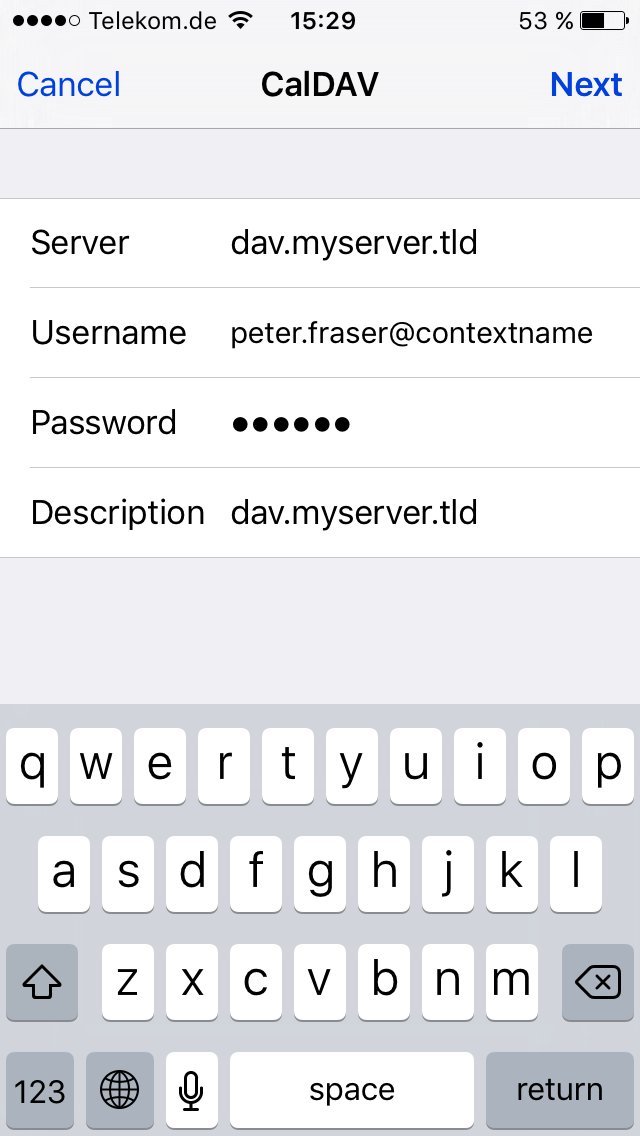 Telekom.de 15:29 53 %
Cancel CalDAV Next
Server dav.myserver.tld
Username peter.fraser@contextname
Password ●●●●●●
Description dav.myserver.tld
q w e r t y u i o p
a s d f g h j k l
z x c v b n m
123 space return